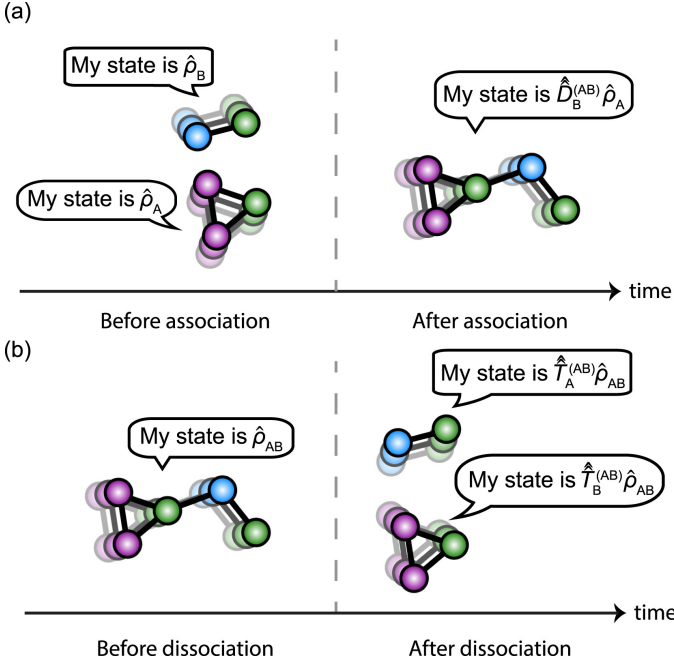 (a)
My state is ρ̂_B
My state is D̂̂_B^(AB) ρ̂_A
My state is ρ̂_A
time
Before association
After association
(b)
My state is T̂̂_A^(AB) ρ̂_AB
My state is ρ̂_AB
My state is T̂̂_B^(AB) ρ̂_AB
time
Before dissociation
After dissociation